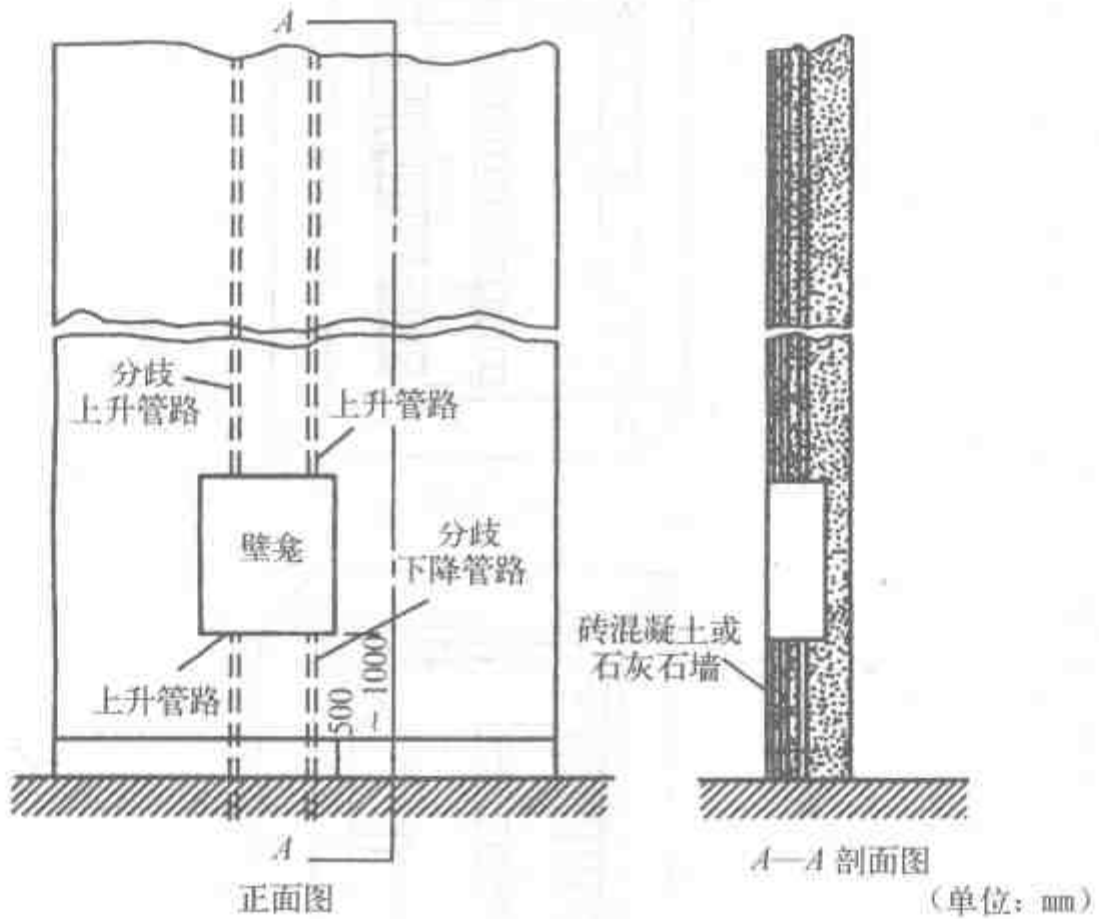 A
分歧
上升管路
上升管路
壁龛
分歧
下降管路
上升管路
500
~1000
A
正面图
砖混凝土或
石灰石墙
A—A 剖面图
（单位：mm）